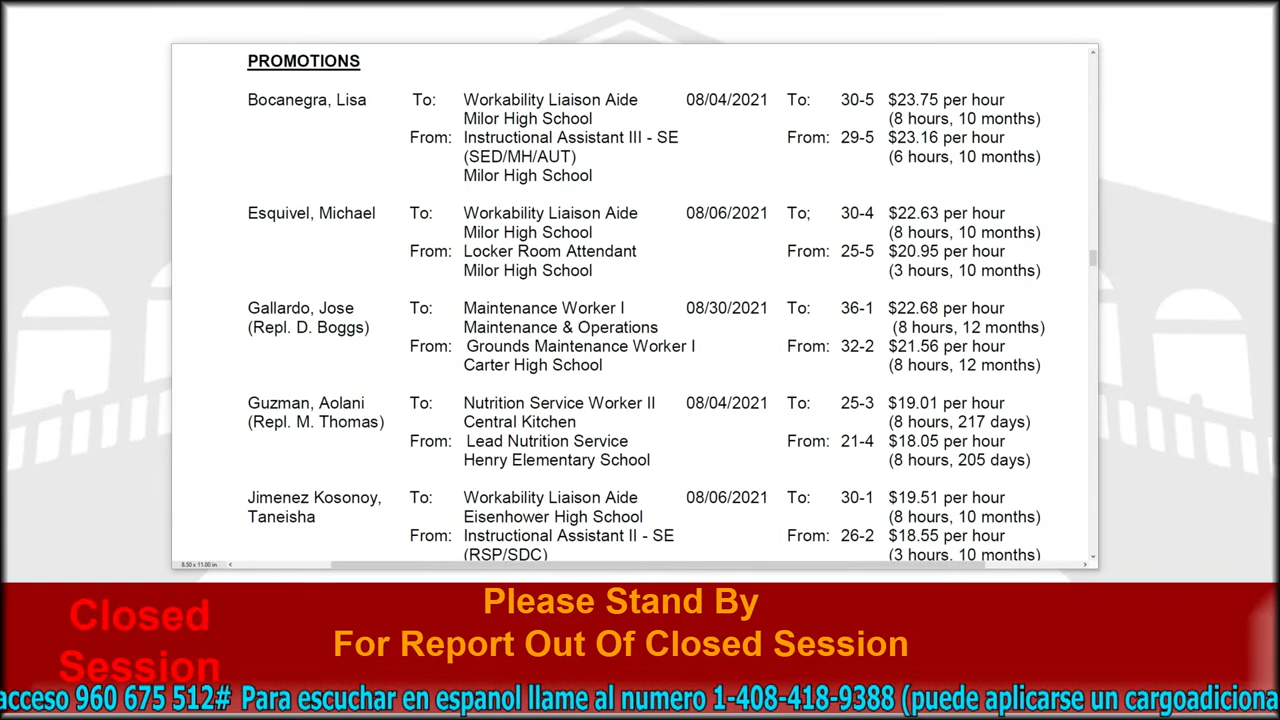 PROMOTIONS
Bocanegra, Lisa To: Workability Liaison Aide 08/04/2021 To: 30-5 $23.75 per hour
Milor High School (8 hours, 10 months)
From: Instructional Assistant III - SE From: 29-5 $23.16 per hour
(SED/MH/AUT) (6 hours, 10 months)
Milor High School
Esquivel, Michael To: Workability Liaison Aide 08/06/2021 To; 30-4 $22.63 per hour
Milor High School (8 hours, 10 months)
From: Locker Room Attendant From: 25-5 $20.95 per hour
Milor High School (3 hours, 10 months)
Gallardo, Jose To: Maintenance Worker I 08/30/2021 To: 36-1 $22.68 per hour
(Repl. D. Boggs) Maintenance & Operations (8 hours, 12 months)
From: Grounds Maintenance Worker I From: 32-2 $21.56 per hour
Carter High School (8 hours, 12 months)
Guzman, Aolani To: Nutrition Service Worker II 08/04/2021 To: 25-3 $19.01 per hour
(Repl. M. Thomas) Central Kitchen (8 hours, 217 days)
From: Lead Nutrition Service From: 21-4 $18.05 per hour
Henry Elementary School (8 hours, 205 days)
Jimenez Kosonoy, To: Workability Liaison Aide 08/06/2021 To: 30-1 $19.51 per hour
Taneisha Eisenhower High School (8 hours, 10 months)
From: Instructional Assistant II - SE From: 26-2 $18.55 per hour
(RSP/SDC) (3 hours, 10 months)
8.50 x 11.00 in
Closed
Session
Please Stand By
For Report Out Of Closed Session
acceso 960 675 512# Para escuchar en espanol llame al numero 1-408-418-9388 (puede aplicarse un cargoadiciona